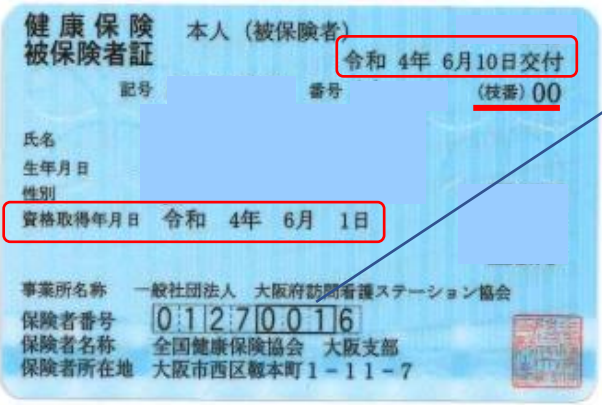 健康保険
被保険者証
本人(被保険者)
令和 4年 6月10日交付
記号 番号 (枝番) 00
氏名
生年月日
性別
資格取得年月日 令和 4年 6月 1日
事業所名称 一般社団法人 大阪府訪問看護ステーション協会
保険者番号 01270016
保険者名称 全国健康保険協会 大阪支部
保険者所在地 大阪市西区靱本町1-11-7